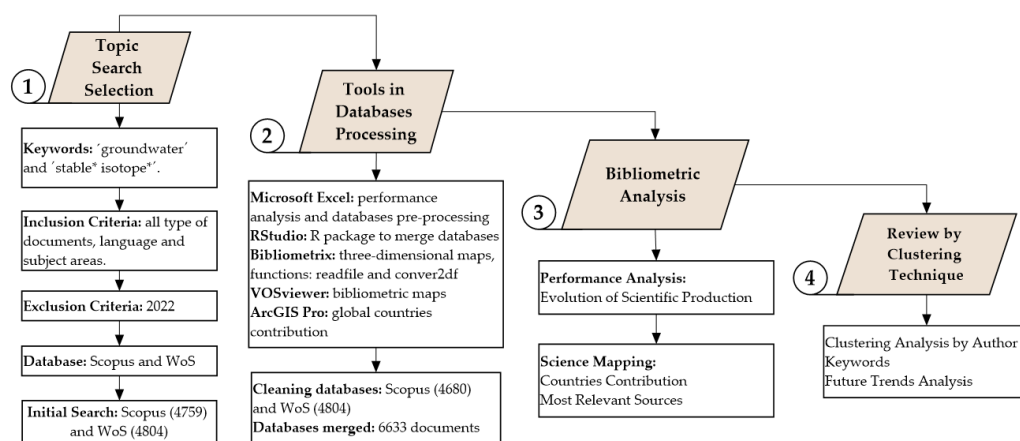 1
Topic
Search
Selection
Keywords: ´groundwater´
and ´stable* isotope*´.
Inclusion Criteria: all type of
documents, language and
subject areas.
Exclusion Criteria: 2022
Database: Scopus and WoS
Initial Search: Scopus (4759)
and WoS (4804)
2
Tools in
Databases
Processing
Microsoft Excel: performance
analysis and databases pre-processing
RStudio: R package to merge databases
Bibliometrix: three-dimensional maps,
functions: readfile and conver2df
VOSviewer: bibliometric maps
ArcGIS Pro: global countries
contribution
Cleaning databases: Scopus (4680)
and WoS (4804)
Databases merged: 6633 documents
3
Bibliometric
Analysis
Performance Analysis:
Evolution of Scientific Production
Science Mapping:
Countries Contribution
Most Relevant Sources
4
Review by
Clustering
Technique
Clustering Analysis by Author
Keywords
Future Trends Analysis